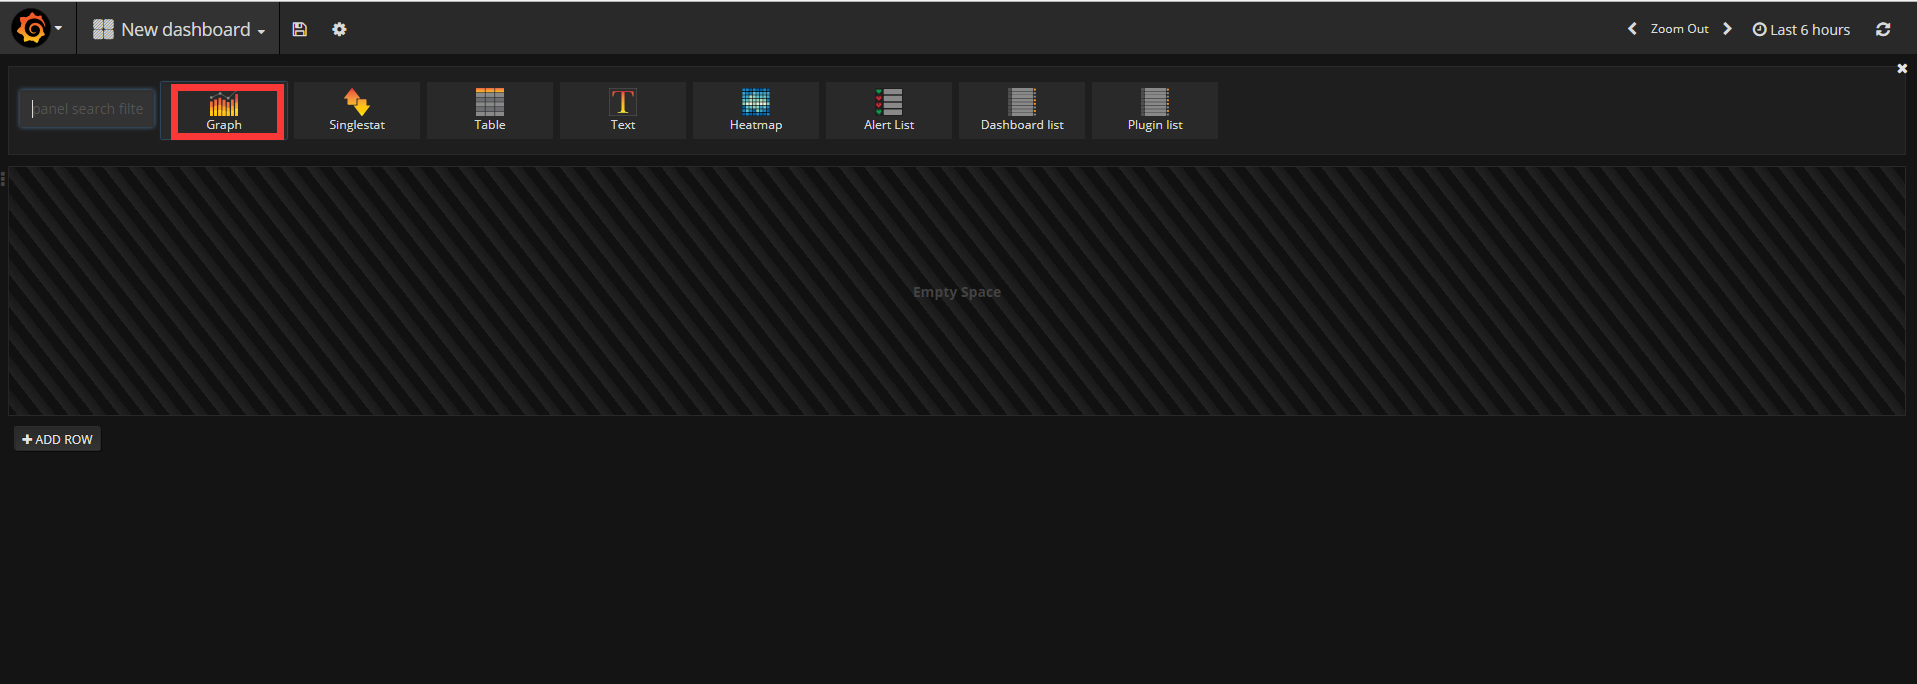 New dashboard
Zoom Out
Last 6 hours
panel search filte
Graph
Singlestat
Table
Text
Heatmap
Alert List
Dashboard list
Plugin list
Empty Space
ADD ROW